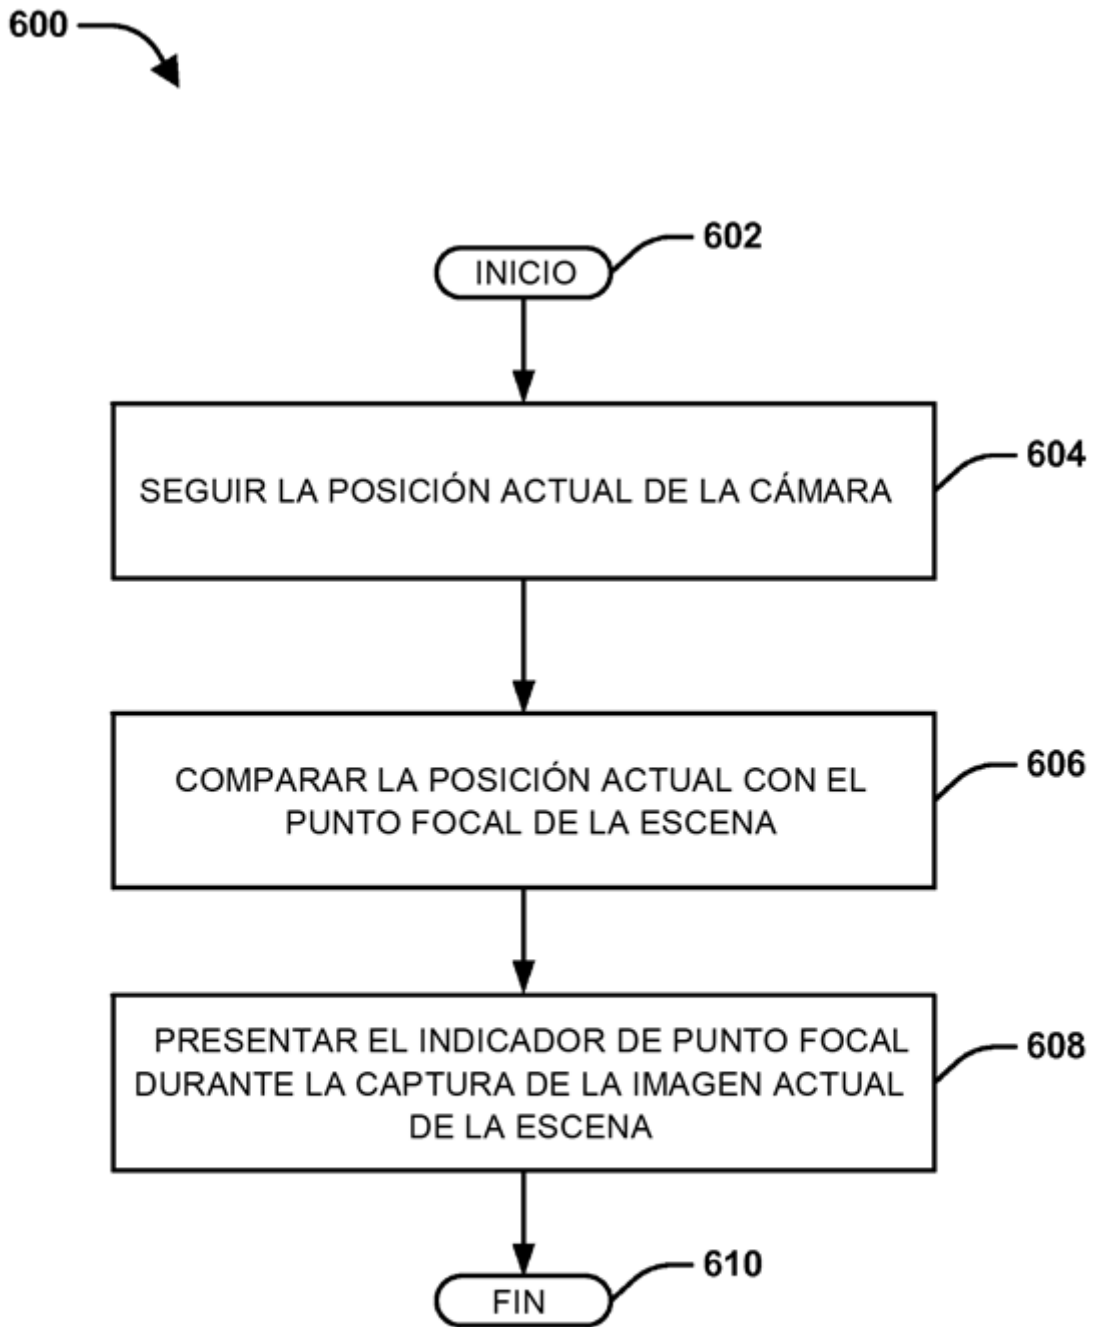 600
602
INICIO
604
SEGUIR LA POSICIÓN ACTUAL DE LA CÁMARA
606
COMPARAR LA POSICIÓN ACTUAL CON EL
PUNTO FOCAL DE LA ESCENA
608
PRESENTAR EL INDICADOR DE PUNTO FOCAL
DURANTE LA CAPTURA DE LA IMAGEN ACTUAL
DE LA ESCENA
610
FIN